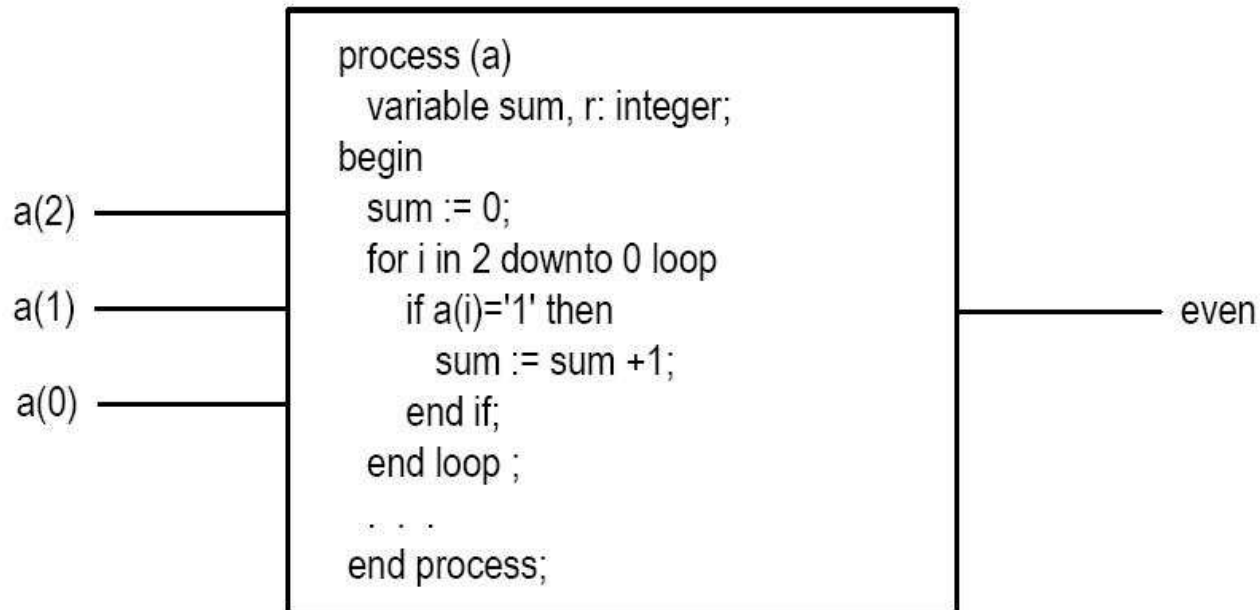 process (a)
variable sum, r: integer;
begin
sum := 0;
for i in 2 downto 0 loop
if a(i)='1' then
sum := sum +1;
end if;
end loop ;
. . .
end process;
a(2)
a(1)
a(0)
even